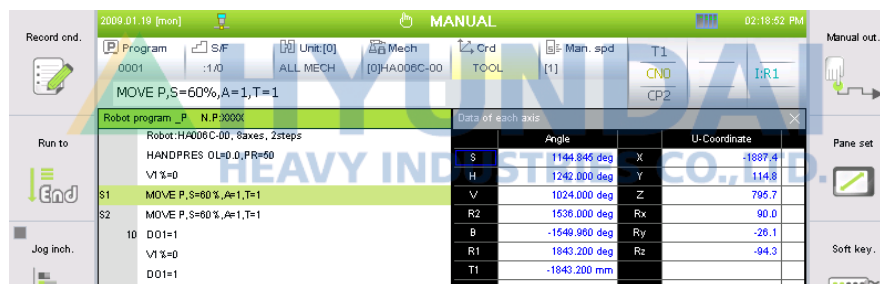 2009.01.19 [mon] MANUAL 02:18:52 PM
Record cnd. Manual out.
P Program S/F Unit:[0] Mech Crd Man. spd T1
0001 :1/0 ALL MECH [0]HA006C-00 TOOL [1] CN0 I:R1
MOVE P,S=60%,A=1,T=1 CP2
HYUNDAI
HEAVY INDUSTRIES CO.,LTD.
Robot program _P N.P:XXXX Data of each axis
Run to Robot:HA006C-00, 8axes, 2steps Angle U-Coordinate Pane set
HANDPRES OL=0.0,PR=50 S 1144.845 deg X -1887.4
End V1%=0 H 1242.000 deg Y 114.8
S1 MOVE P,S=60%,A=1,T=1 V 1024.000 deg Z 795.7
S2 MOVE P,S=60%,A=1,T=1 R2 1536.000 deg Rx 90.0
10 DO1=1 B -1549.960 deg Ry -26.1
Jog inch. V1%=0 R1 1843.200 deg Rz -94.3 Soft key.
DO1=1 T1 -1843.200 mm